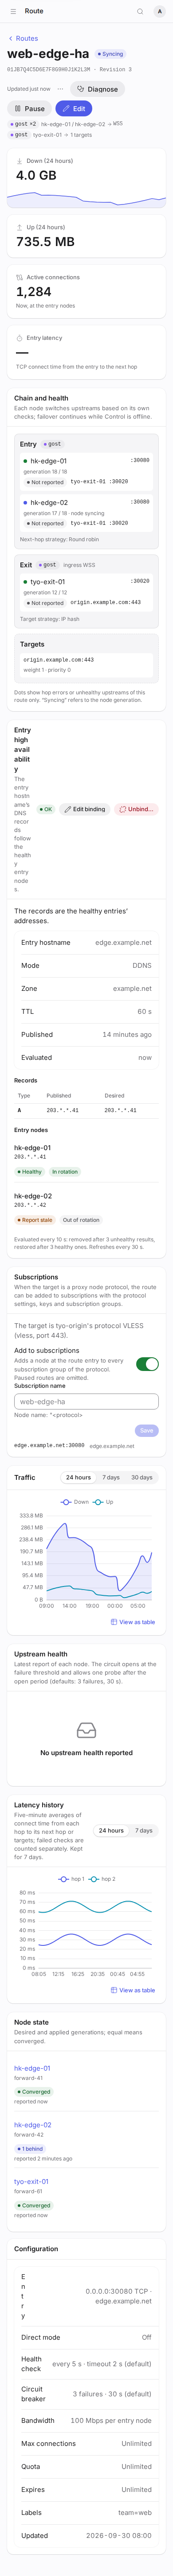 Route
A
Routes
web-edge-ha
Syncing
01JB7Q4C5D6E7F8G9H0J1K2L3M · Revision 3
Updated just now
Diagnose
Pause
Edit
gost ×2 hk-edge-01 / hk-edge-02 → WSS
gost tyo-exit-01 → 1 targets
Down (24 hours)
4.0 GB
Up (24 hours)
735.5 MB
Active connections
1,284
Now, at the entry nodes
Entry latency
—
TCP connect time from the entry to the next hop
Chain and health
Each node switches upstreams based on its own
checks; failover continues while Control is offline.
Entry gost
hk-edge-01 :30080
generation 18 / 18
Not reported tyo-exit-01 :30020
hk-edge-02 :30080
generation 17 / 18 · node syncing
Not reported tyo-exit-01 :30020
Next-hop strategy: Round robin
Exit gost ingress WSS
tyo-exit-01 :30020
generation 12 / 12
Not reported origin.example.com:443
Target strategy: IP hash
Targets
origin.example.com:443
weight 1 · priority 0
Dots show hop errors or unhealthy upstreams of this
route only. "Syncing" refers to the node generation.
Entry
high
availabilit
y
The
entry
hostn
ame's
DNS
recor
ds
follow
the
health
y
entry
node
s.
OK
Edit binding
Unbind...
The records are the healthy entries'
addresses.
Entry hostname edge.example.net
Mode DDNS
Zone example.net
TTL 60 s
Published 14 minutes ago
Evaluated now
Records
Type Published Desired
A 203.*.*.41 203.*.*.41
Entry nodes
hk-edge-01
203.*.*.41
Healthy In rotation
hk-edge-02
203.*.*.42
Report stale Out of rotation
Evaluated every 10 s; removed after 3 unhealthy results,
restored after 3 healthy ones. Refreshes every 30 s.
Subscriptions
When the target is a proxy node protocol, the route
can be added to subscriptions with the protocol
settings, keys and subscription groups.
The target is tyo-origin's protocol VLESS
(vless, port 443).
Add to subscriptions
Adds a node at the route entry to every
subscription group of the protocol.
Paused routes are omitted.
Subscription name
web-edge-ha
Node name: "<protocol>
Save
edge.example.net:30080 edge.example.net
Traffic
24 hours 7 days 30 days
Down Up
333.8 MB
286.1 MB
238.4 MB
190.7 MB
143.1 MB
95.4 MB
47.7 MB
0 B
09:00 14:00 19:00 00:00 05:00
View as table
Upstream health
Latest report of each node. The circuit opens at the
failure threshold and allows one probe after the
open period (defaults: 3 failures, 30 s).
No upstream health reported
Latency history
Five-minute averages of
connect time from each
hop to its next hop or
targets; failed checks are
counted separately. Kept
for 7 days.
24 hours 7 days
hop 1 hop 2
80 ms
70 ms
60 ms
50 ms
40 ms
30 ms
20 ms
10 ms
0 ms
08:05 12:15 16:25 20:35 00:45 04:55
View as table
Node state
Desired and applied generations; equal means
converged.
hk-edge-01
forward-41
Converged
reported now
hk-edge-02
forward-42
1 behind
reported 2 minutes ago
tyo-exit-01
forward-61
Converged
reported now
Configuration
E
n
t
r
y
0.0.0.0:30080 TCP ·
edge.example.net
Direct mode Off
Health
check
every 5 s · timeout 2 s (default)
Circuit
breaker
3 failures · 30 s (default)
Bandwidth 100 Mbps per entry node
Max connections Unlimited
Quota Unlimited
Expires Unlimited
Labels team=web
Updated 2026-09-30 08:00